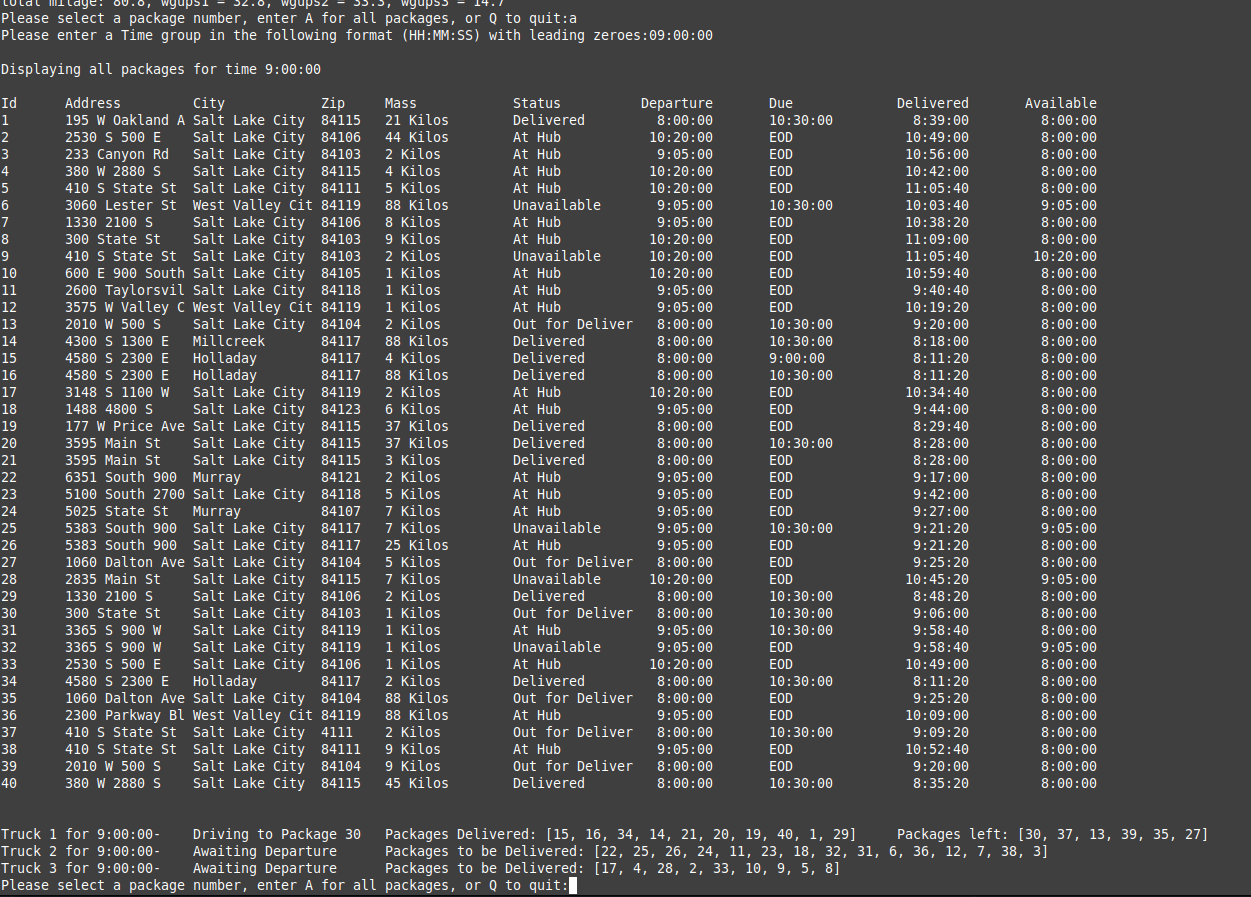 total milage: 80.8, wgups1 = 32.8, wgups2 = 33.3, wgups3 = 14.7
Please select a package number, enter A for all packages, or Q to quit:a
Please enter a Time group in the following format (HH:MM:SS) with leading zeroes:09:00:00
Displaying all packages for time 9:00:00
Id Address City Zip Mass Status Departure Due Delivered Available
1 195 W Oakland A Salt Lake City 84115 21 Kilos Delivered 8:00:00 10:30:00 8:39:00 8:00:00
2 2530 S 500 E Salt Lake City 84106 44 Kilos At Hub 10:20:00 EOD 10:49:00 8:00:00
3 233 Canyon Rd Salt Lake City 84103 2 Kilos At Hub 9:05:00 EOD 10:56:00 8:00:00
4 380 W 2880 S Salt Lake City 84115 4 Kilos At Hub 10:20:00 EOD 10:42:00 8:00:00
5 410 S State St Salt Lake City 84111 5 Kilos At Hub 10:20:00 EOD 11:05:40 8:00:00
6 3060 Lester St West Valley Cit 84119 88 Kilos Unavailable 9:05:00 10:30:00 10:03:40 9:05:00
7 1330 2100 S Salt Lake City 84106 8 Kilos At Hub 9:05:00 EOD 10:38:20 8:00:00
8 300 State St Salt Lake City 84103 9 Kilos At Hub 10:20:00 EOD 11:09:00 8:00:00
9 410 S State St Salt Lake City 84103 2 Kilos Unavailable 10:20:00 EOD 11:05:40 10:20:00
10 600 E 900 South Salt Lake City 84105 1 Kilos At Hub 10:20:00 EOD 10:59:40 8:00:00
11 2600 Taylorsvil Salt Lake City 84118 1 Kilos At Hub 9:05:00 EOD 9:40:40 8:00:00
12 3575 W Valley C West Valley Cit 84119 1 Kilos At Hub 9:05:00 EOD 10:19:20 8:00:00
13 2010 W 500 S Salt Lake City 84104 2 Kilos Out for Deliver 8:00:00 10:30:00 9:20:00 8:00:00
14 4300 S 1300 E Millcreek 84117 88 Kilos Delivered 8:00:00 10:30:00 8:18:00 8:00:00
15 4580 S 2300 E Holladay 84117 4 Kilos Delivered 8:00:00 9:00:00 8:11:20 8:00:00
16 4580 S 2300 E Holladay 84117 88 Kilos Delivered 8:00:00 10:30:00 8:11:20 8:00:00
17 3148 S 1100 W Salt Lake City 84119 2 Kilos At Hub 10:20:00 EOD 10:34:40 8:00:00
18 1488 4800 S Salt Lake City 84123 6 Kilos At Hub 9:05:00 EOD 9:44:00 8:00:00
19 177 W Price Ave Salt Lake City 84115 37 Kilos Delivered 8:00:00 EOD 8:29:40 8:00:00
20 3595 Main St Salt Lake City 84115 37 Kilos Delivered 8:00:00 10:30:00 8:28:00 8:00:00
21 3595 Main St Salt Lake City 84115 3 Kilos Delivered 8:00:00 EOD 8:28:00 8:00:00
22 6351 South 900 Murray 84121 2 Kilos At Hub 9:05:00 EOD 9:17:00 8:00:00
23 5100 South 2700 Salt Lake City 84118 5 Kilos At Hub 9:05:00 EOD 9:42:00 8:00:00
24 5025 State St Murray 84107 7 Kilos At Hub 9:05:00 EOD 9:27:00 8:00:00
25 5383 South 900 Salt Lake City 84117 7 Kilos Unavailable 9:05:00 10:30:00 9:21:20 9:05:00
26 5383 South 900 Salt Lake City 84117 25 Kilos At Hub 9:05:00 EOD 9:21:20 8:00:00
27 1060 Dalton Ave Salt Lake City 84104 5 Kilos Out for Deliver 8:00:00 EOD 9:25:20 8:00:00
28 2835 Main St Salt Lake City 84115 7 Kilos Unavailable 10:20:00 EOD 10:45:20 9:05:00
29 1330 2100 S Salt Lake City 84106 2 Kilos Delivered 8:00:00 10:30:00 8:48:20 8:00:00
30 300 State St Salt Lake City 84103 1 Kilos Out for Deliver 8:00:00 10:30:00 9:06:00 8:00:00
31 3365 S 900 W Salt Lake City 84119 1 Kilos At Hub 9:05:00 10:30:00 9:58:40 8:00:00
32 3365 S 900 W Salt Lake City 84119 1 Kilos Unavailable 9:05:00 EOD 9:58:40 9:05:00
33 2530 S 500 E Salt Lake City 84106 1 Kilos At Hub 10:20:00 EOD 10:49:00 8:00:00
34 4580 S 2300 E Holladay 84117 2 Kilos Delivered 8:00:00 10:30:00 8:11:20 8:00:00
35 1060 Dalton Ave Salt Lake City 84104 88 Kilos Out for Deliver 8:00:00 EOD 9:25:20 8:00:00
36 2300 Parkway Bl West Valley Cit 84119 88 Kilos At Hub 9:05:00 EOD 10:09:00 8:00:00
37 410 S State St Salt Lake City 4111 2 Kilos Out for Deliver 8:00:00 10:30:00 9:09:20 8:00:00
38 410 S State St Salt Lake City 84111 9 Kilos At Hub 9:05:00 EOD 10:52:40 8:00:00
39 2010 W 500 S Salt Lake City 84104 9 Kilos Out for Deliver 8:00:00 EOD 9:20:00 8:00:00
40 380 W 2880 S Salt Lake City 84115 45 Kilos Delivered 8:00:00 10:30:00 8:35:20 8:00:00
Truck 1 for 9:00:00- Driving to Package 30 Packages Delivered: [15, 16, 34, 14, 21, 20, 19, 40, 1, 29] Packages left: [30, 37, 13, 39, 35, 27]
Truck 2 for 9:00:00- Awaiting Departure Packages to be Delivered: [22, 25, 26, 24, 11, 23, 18, 32, 31, 6, 36, 12, 7, 38, 3]
Truck 3 for 9:00:00- Awaiting Departure Packages to be Delivered: [17, 4, 28, 2, 33, 10, 9, 5, 8]
Please select a package number, enter A for all packages, or Q to quit: